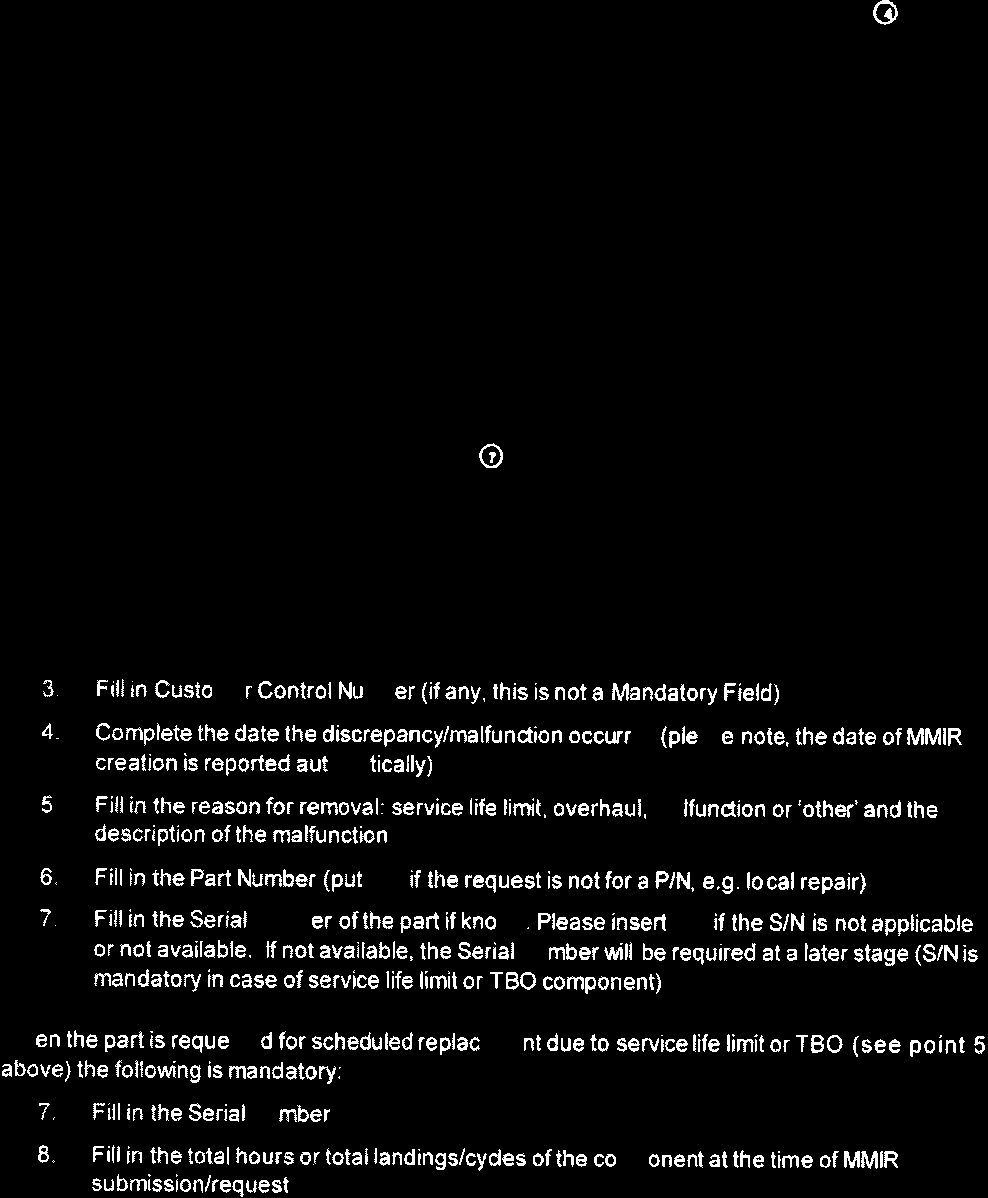 4
?
3. Fill in Custo r Control Nu er (if any, this is not a Mandatory Field)
4. Complete the date the discrepancy/malfunction occurr (ple e note, the date of MMIR
creation is reported aut tically)
5 Fill in the reason for removal: service life limit, overhaul, lfunction or 'other' and the
description of the malfunction
6. Fill in the Part Number (put if the request is not for a P/N, e.g. local repair)
7 Fill in the Serial er of the part if kno . Please insert if the S/N is not applicable
or not available. If not available, the Serial mber will be required at a later stage (S/N is
mandatory in case of service life limit or TBO component)
en the part is reque d for scheduled replac nt due to service life limit or TBO (see point 5
above) the following is mandatory:
7. Fill in the Serial mber
8. Fill in the total hours or total landings/cycles of the co onent at the time of MMIR
submission/request